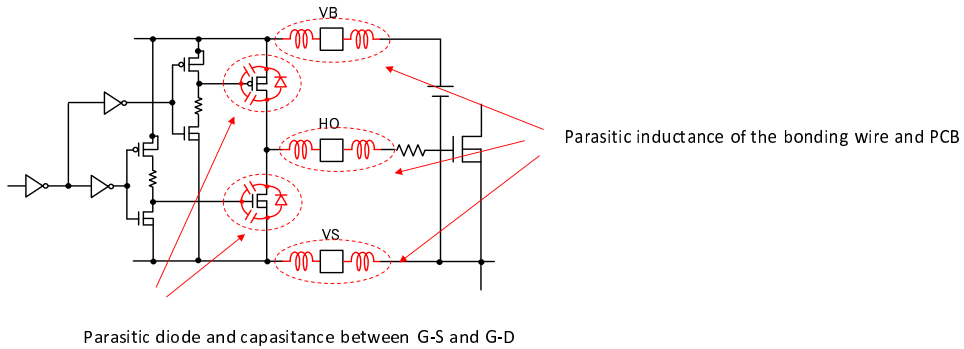 VB
HO
Parasitic inductance of the bonding wire and PCB
VS
Parasitic diode and capasitance between G-S and G-D